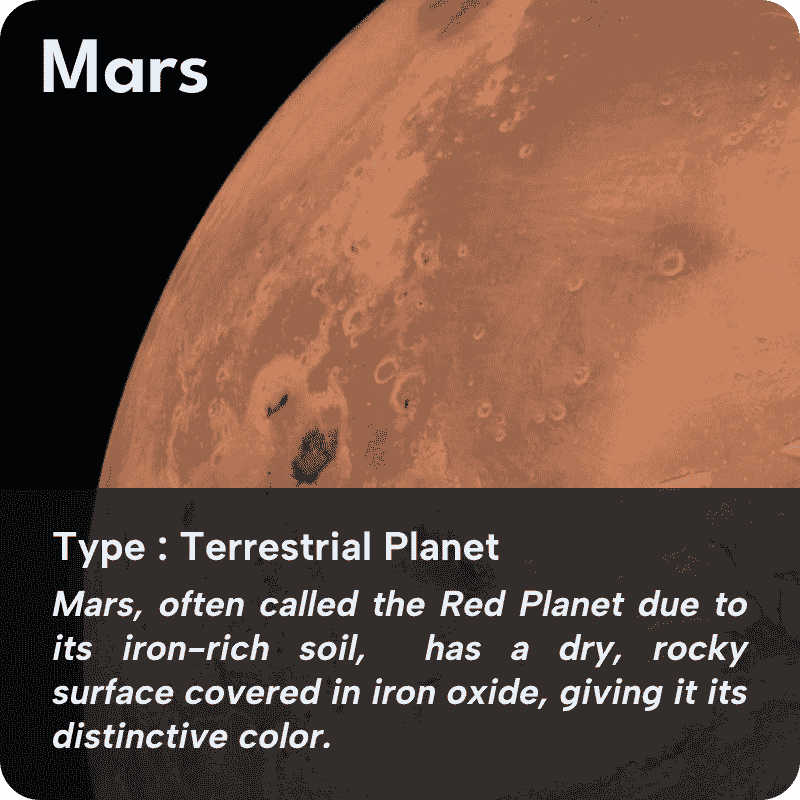 Mars
Type : Terrestrial Planet
Mars, often called the Red Planet due to
its iron-rich soil,  has a dry, rocky
surface covered in iron oxide, giving it its
distinctive color.